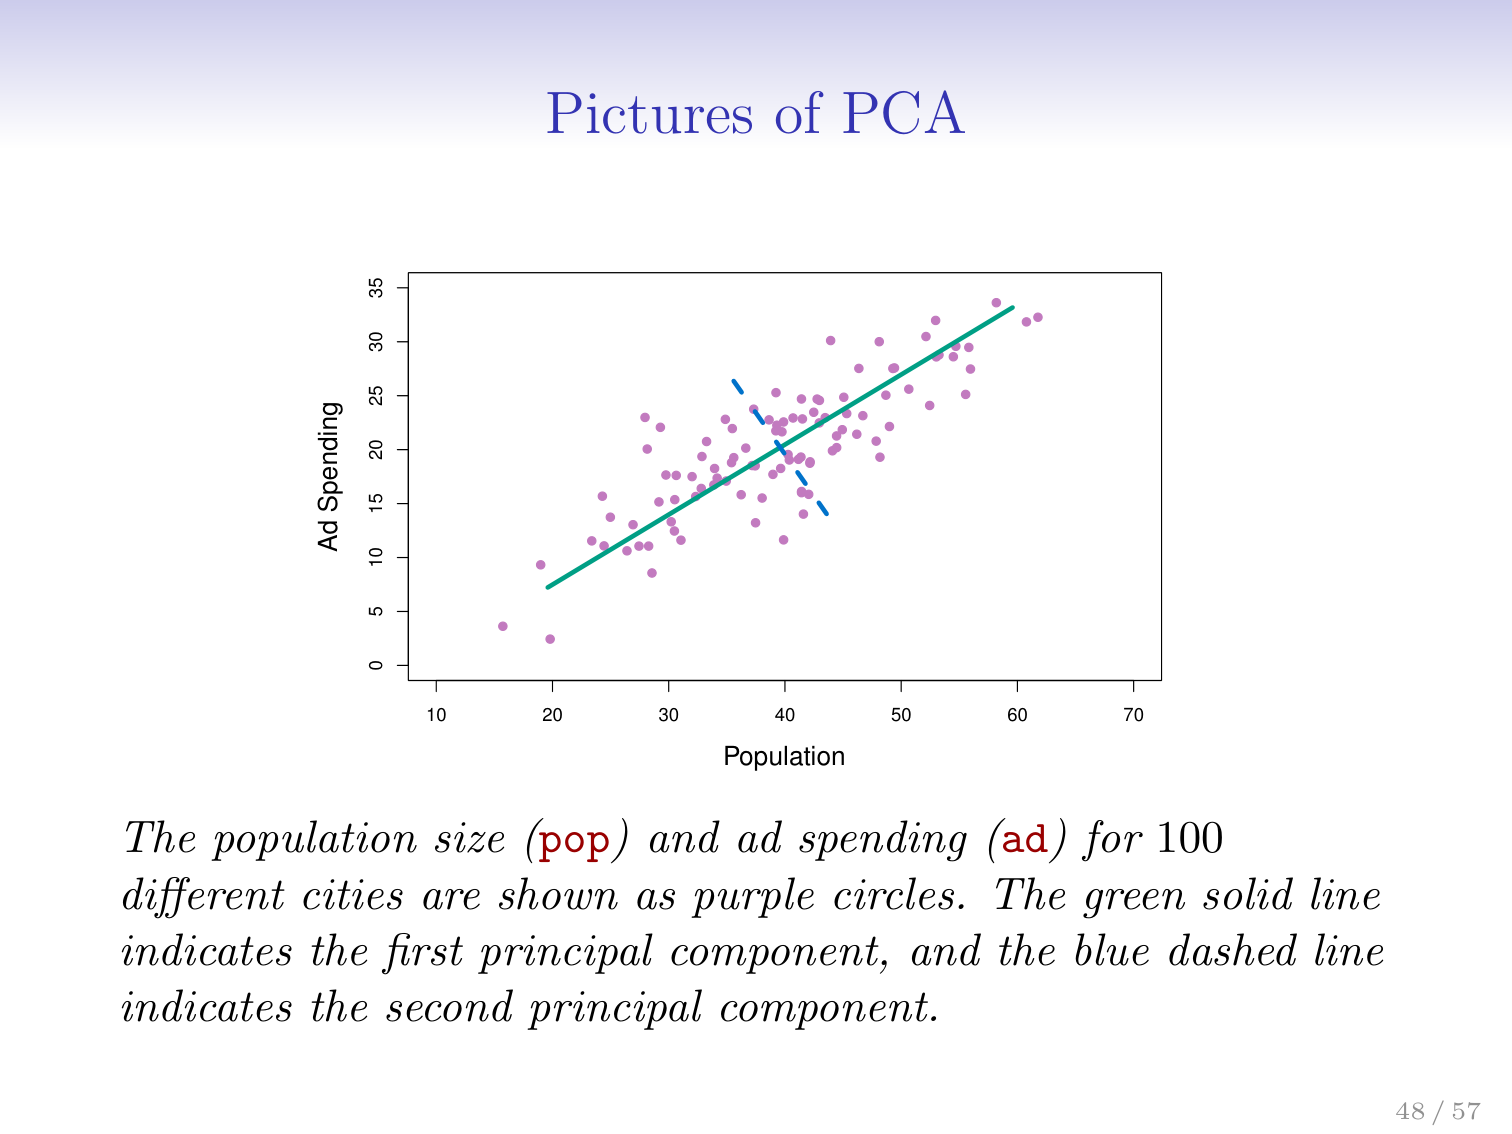 Pictures of PCA
35
30
25
20
15
10
5
0
Ad Spending
10 20 30 40 50 60 70
Population
The population size (pop) and ad spending (ad) for 100
different cities are shown as purple circles. The green solid line
indicates the first principal component, and the blue dashed line
indicates the second principal component.
48 / 57